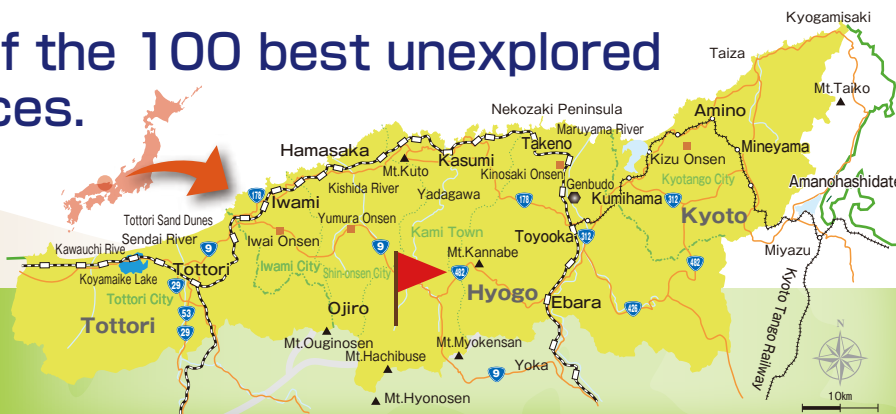 f the 100 best unexplored
ces.
Kyogamisaki
Taiza
Mt.Taiko
Nekozaki Peninsula
Maruyama River
Amino
Hamasaka
Takeno
Mineyama
Mt.Kuto
Kasumi
Kizu Onsen
Kinosaki Onsen
Genbudo
Kyotango City
Amanohashidate
178
Iwami
Kishida River
Yadagawa
178
Kumihama
312
Tottori Sand Dunes
Yumura Onsen
Kyoto
Sendai River
9
Iwai Onsen
Kami Town
Toyooka
312
Kawauchi Rive
9
Mt.Kannabe
Miyazu
Koyamaike Lake
Tottori
Iwami City
Shin-onsen City
482
482
29
Tottori City
Hyogo
Ebara
426
53
Ojiro
Tottori
29
Mt.Ouginosen
Mt.Myokensan
Kyoto Tango Railway
Mt.Hachibuse
9
Yoka
N
Mt.Hyonosen
10km